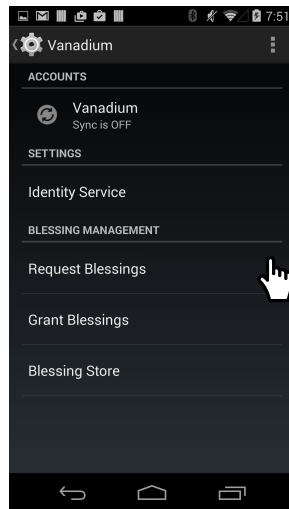 7:51
Vanadium
ACCOUNTS
Vanadium
Sync is OFF
SETTINGS
Identity Service
BLESSING MANAGEMENT
Request Blessings
Grant Blessings
Blessing Store